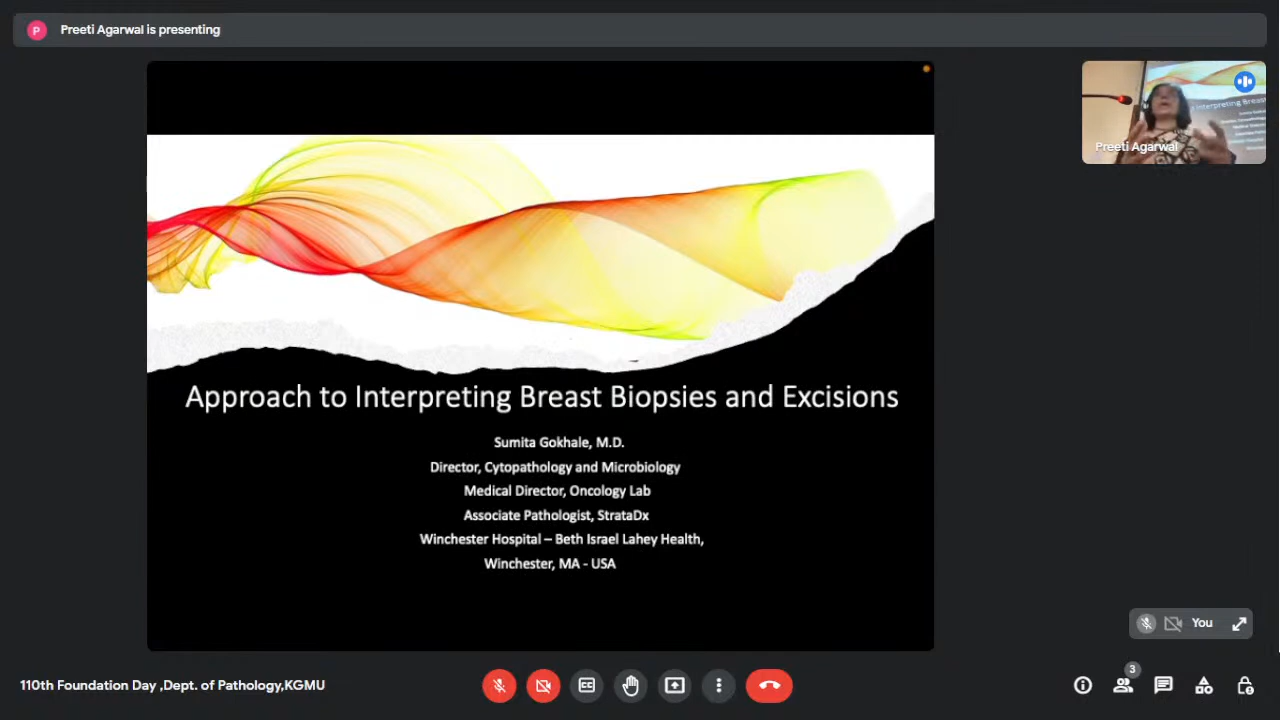 P
Preeti Agarwal is presenting
Preeti Agarwal
Approach to Interpreting Breast Biopsies and Excisions
Sumita Gokhale, M.D.
Director, Cytopathology and Microbiology
Medical Director, Oncology Lab
Associate Pathologist, StrataDx
Winchester Hospital – Beth Israel Lahey Health,
Winchester, MA - USA
You
110th Foundation Day ,Dept. of Pathology,KGMU
3